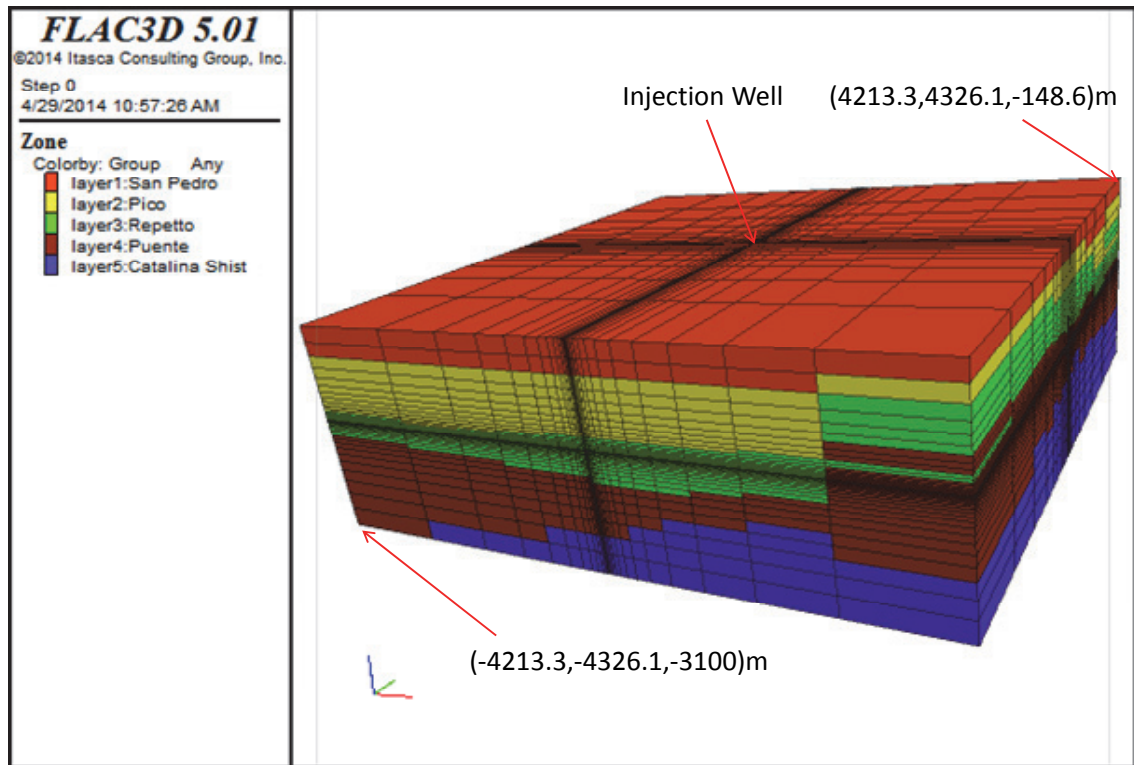 FLAC3D 5.01
©2014 Itasca Consulting Group, Inc.
Step 0
4/29/2014 10:57:26 AM
Zone
Colorby: Group Any
layer1:San Pedro
layer2:Pico
layer3:Repetto
layer4:Puente
layer5:Catalina Shist
Injection Well
(4213.3,4326.1,-148.6)m
(-4213.3,-4326.1,-3100)m